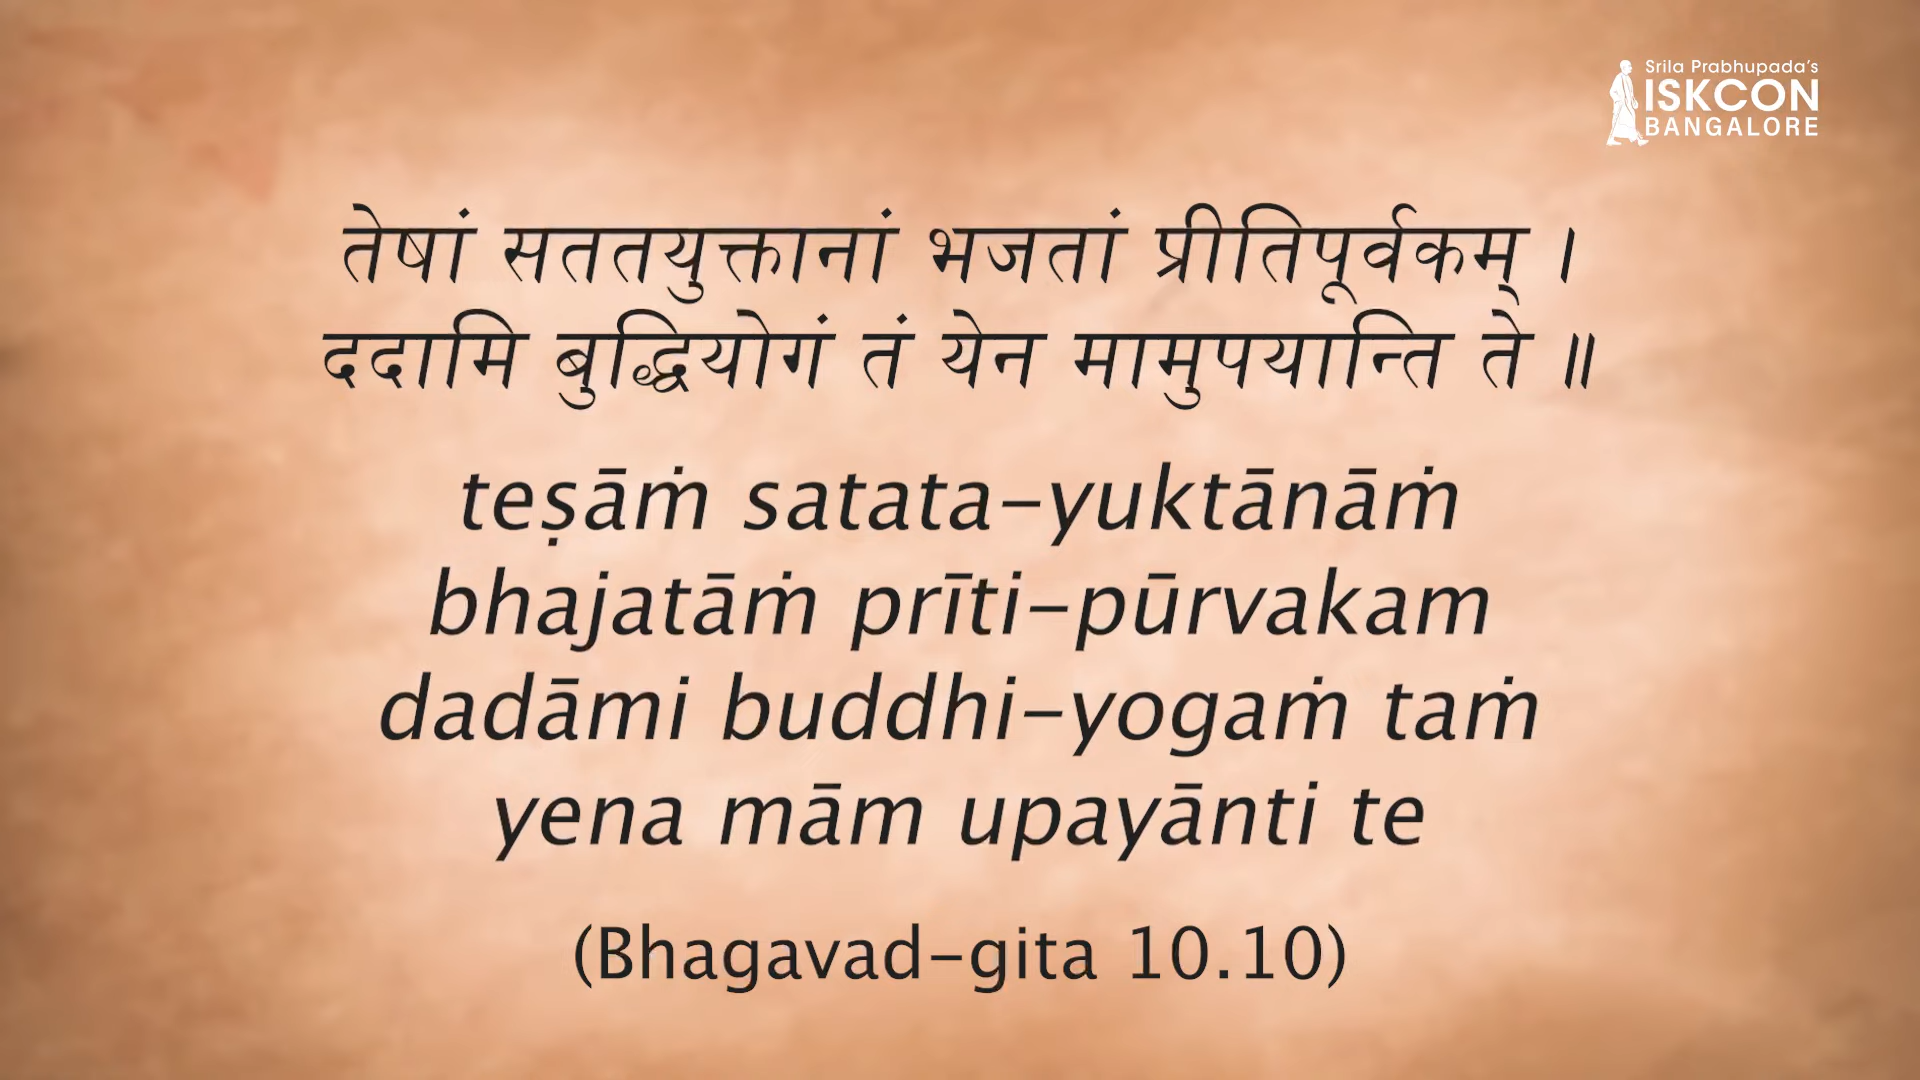 Srila Prabhupada's
ISKCON
BANGALORE
तेषां सततयुक्तानां भजतां प्रीतिपूर्वकम् ।
ददामि बुद्धियोगं तं येन मामुपयान्ति ते ॥
teṣāṁ satata-yuktānāṁ
bhajatāṁ prīti-pūrvakam
dadāmi buddhi-yogaṁ taṁ
yena mām upayānti te
(Bhagavad-gita 10.10)